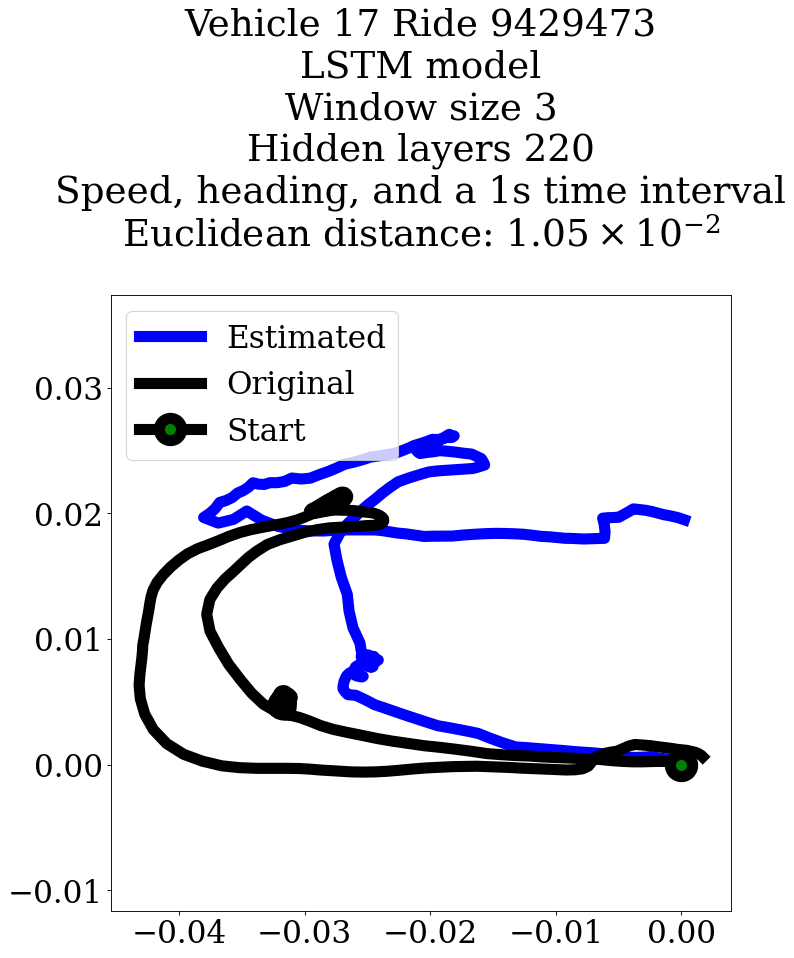 Vehicle 17 Ride 9429473
LSTM model
Window size 3
Hidden layers 220
Speed, heading, and a 1s time interval
Euclidean distance: 1.05 × 10⁻²
Estimated
Original
Start
0.03
0.02
0.01
0.00
−0.01
−0.04 −0.03 −0.02 −0.01 0.00